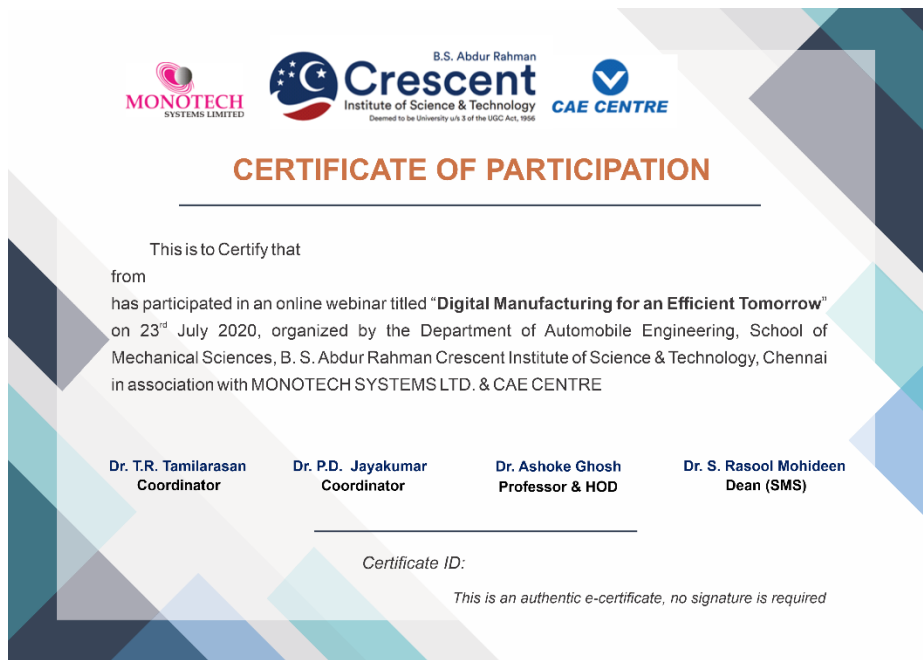 MONOTECH
SYSTEMS LIMITED
B.S. Abdur Rahman
Crescent
Institute of Science & Technology
Deemed to be University u/s 3 of the UGC Act, 1956
CAE CENTRE
CERTIFICATE OF PARTICIPATION
This is to Certify that
from
has participated in an online webinar titled “Digital Manufacturing for an Efficient Tomorrow”
on 23rd July 2020, organized by the Department of Automobile Engineering, School of
Mechanical Sciences, B. S. Abdur Rahman Crescent Institute of Science & Technology, Chennai
in association with MONOTECH SYSTEMS LTD. & CAE CENTRE
Dr. T.R. Tamilarasan Dr. P.D. Jayakumar Dr. Ashoke Ghosh Dr. S. Rasool Mohideen
Coordinator Coordinator Professor & HOD Dean (SMS)
Certificate ID:
This is an authentic e-certificate, no signature is required